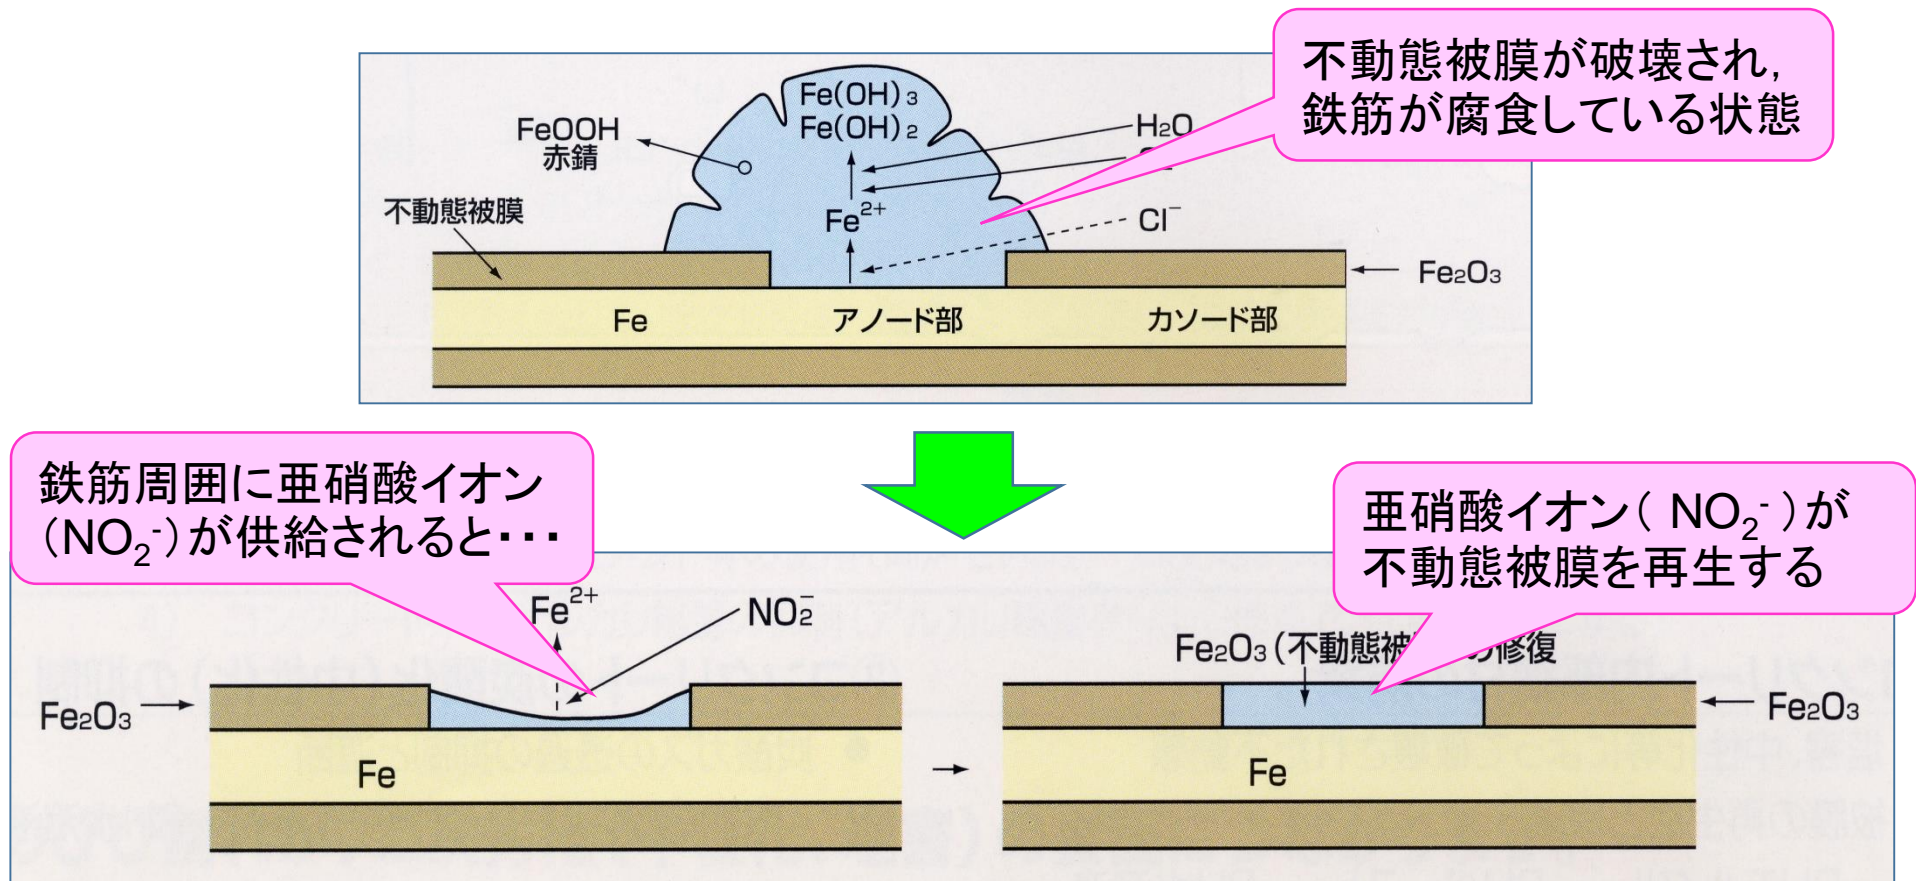 不動態被膜が破壊され,
鉄筋が腐食している状態
Fe(OH)3
Fe(OH)2
FeOOH
赤錆
H2O
不動態被膜
Fe2+
Cl−
Fe2O3
Fe
アノード部
カソード部
鉄筋周囲に亜硝酸イオン
(NO2-)が供給されると・・・
亜硝酸イオン( NO2- )が
不動態被膜を再生する
Fe2+
NO2−
Fe2O3(不動態被 の修復
Fe2O3
Fe
Fe
Fe2O3